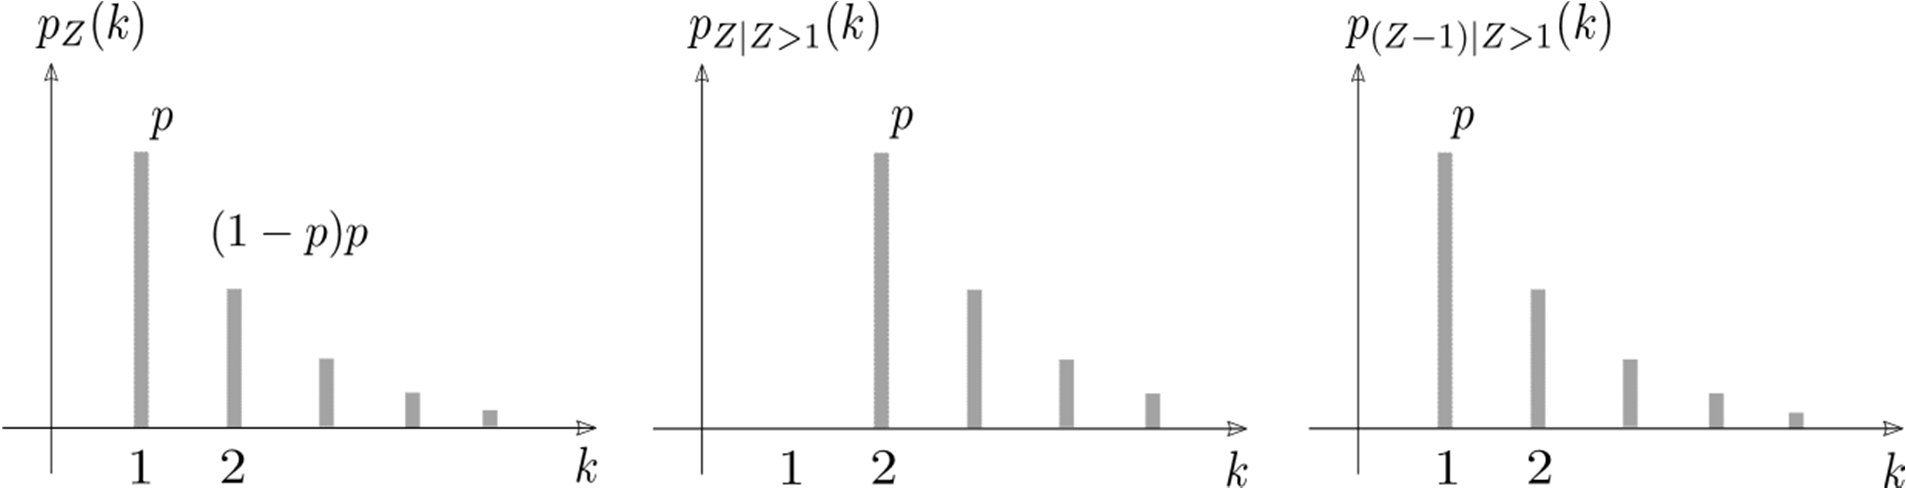 p_Z(k)
p
(1 − p)p
1 2 k
p_{Z|Z>1}(k)
p
1 2 k
p_{(Z−1)|Z>1}(k)
p
1 2 k